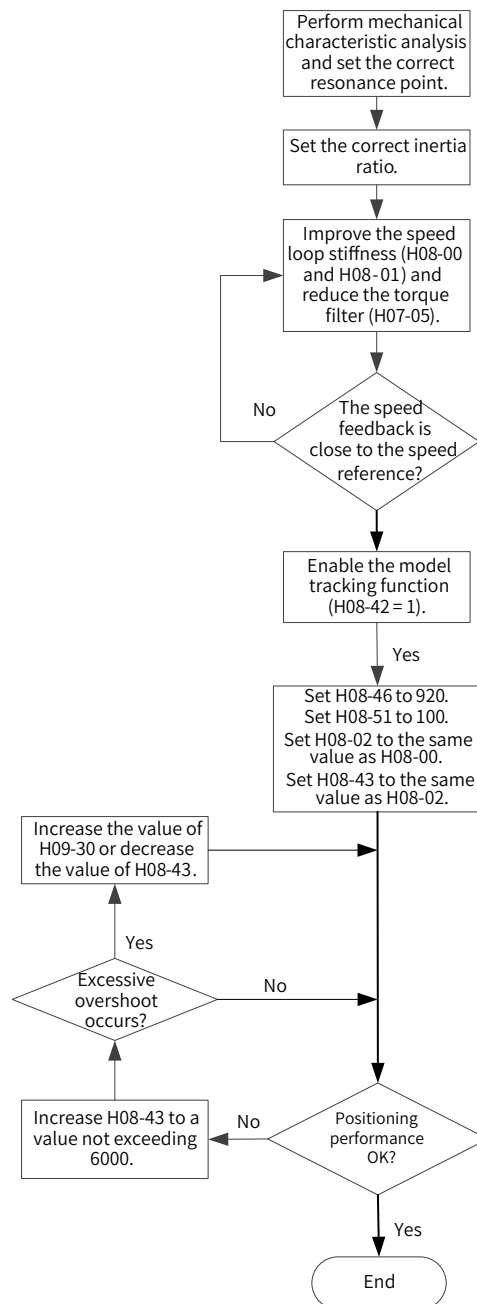 Perform mechanical
characteristic analysis
and set the correct
resonance point.
Set the correct inertia
ratio.
Improve the speed
loop stiffness (H08-00
and H08-01) and
reduce the torque
filter (H07-05).
No
The speed
feedback is
close to the speed
reference?
Enable the model
tracking function
(H08-42 = 1).
Yes
Set H08-46 to 920.
Set H08-51 to 100.
Set H08-02 to the same
value as H08-00.
Set H08-43 to the same
value as H08-02.
Increase the value of
H09-30 or decrease
the value of H08-43.
Yes
Excessive
overshoot
occurs?
No
Increase H08-43 to a
value not exceeding
6000.
No
Positioning
performance
OK?
Yes
End